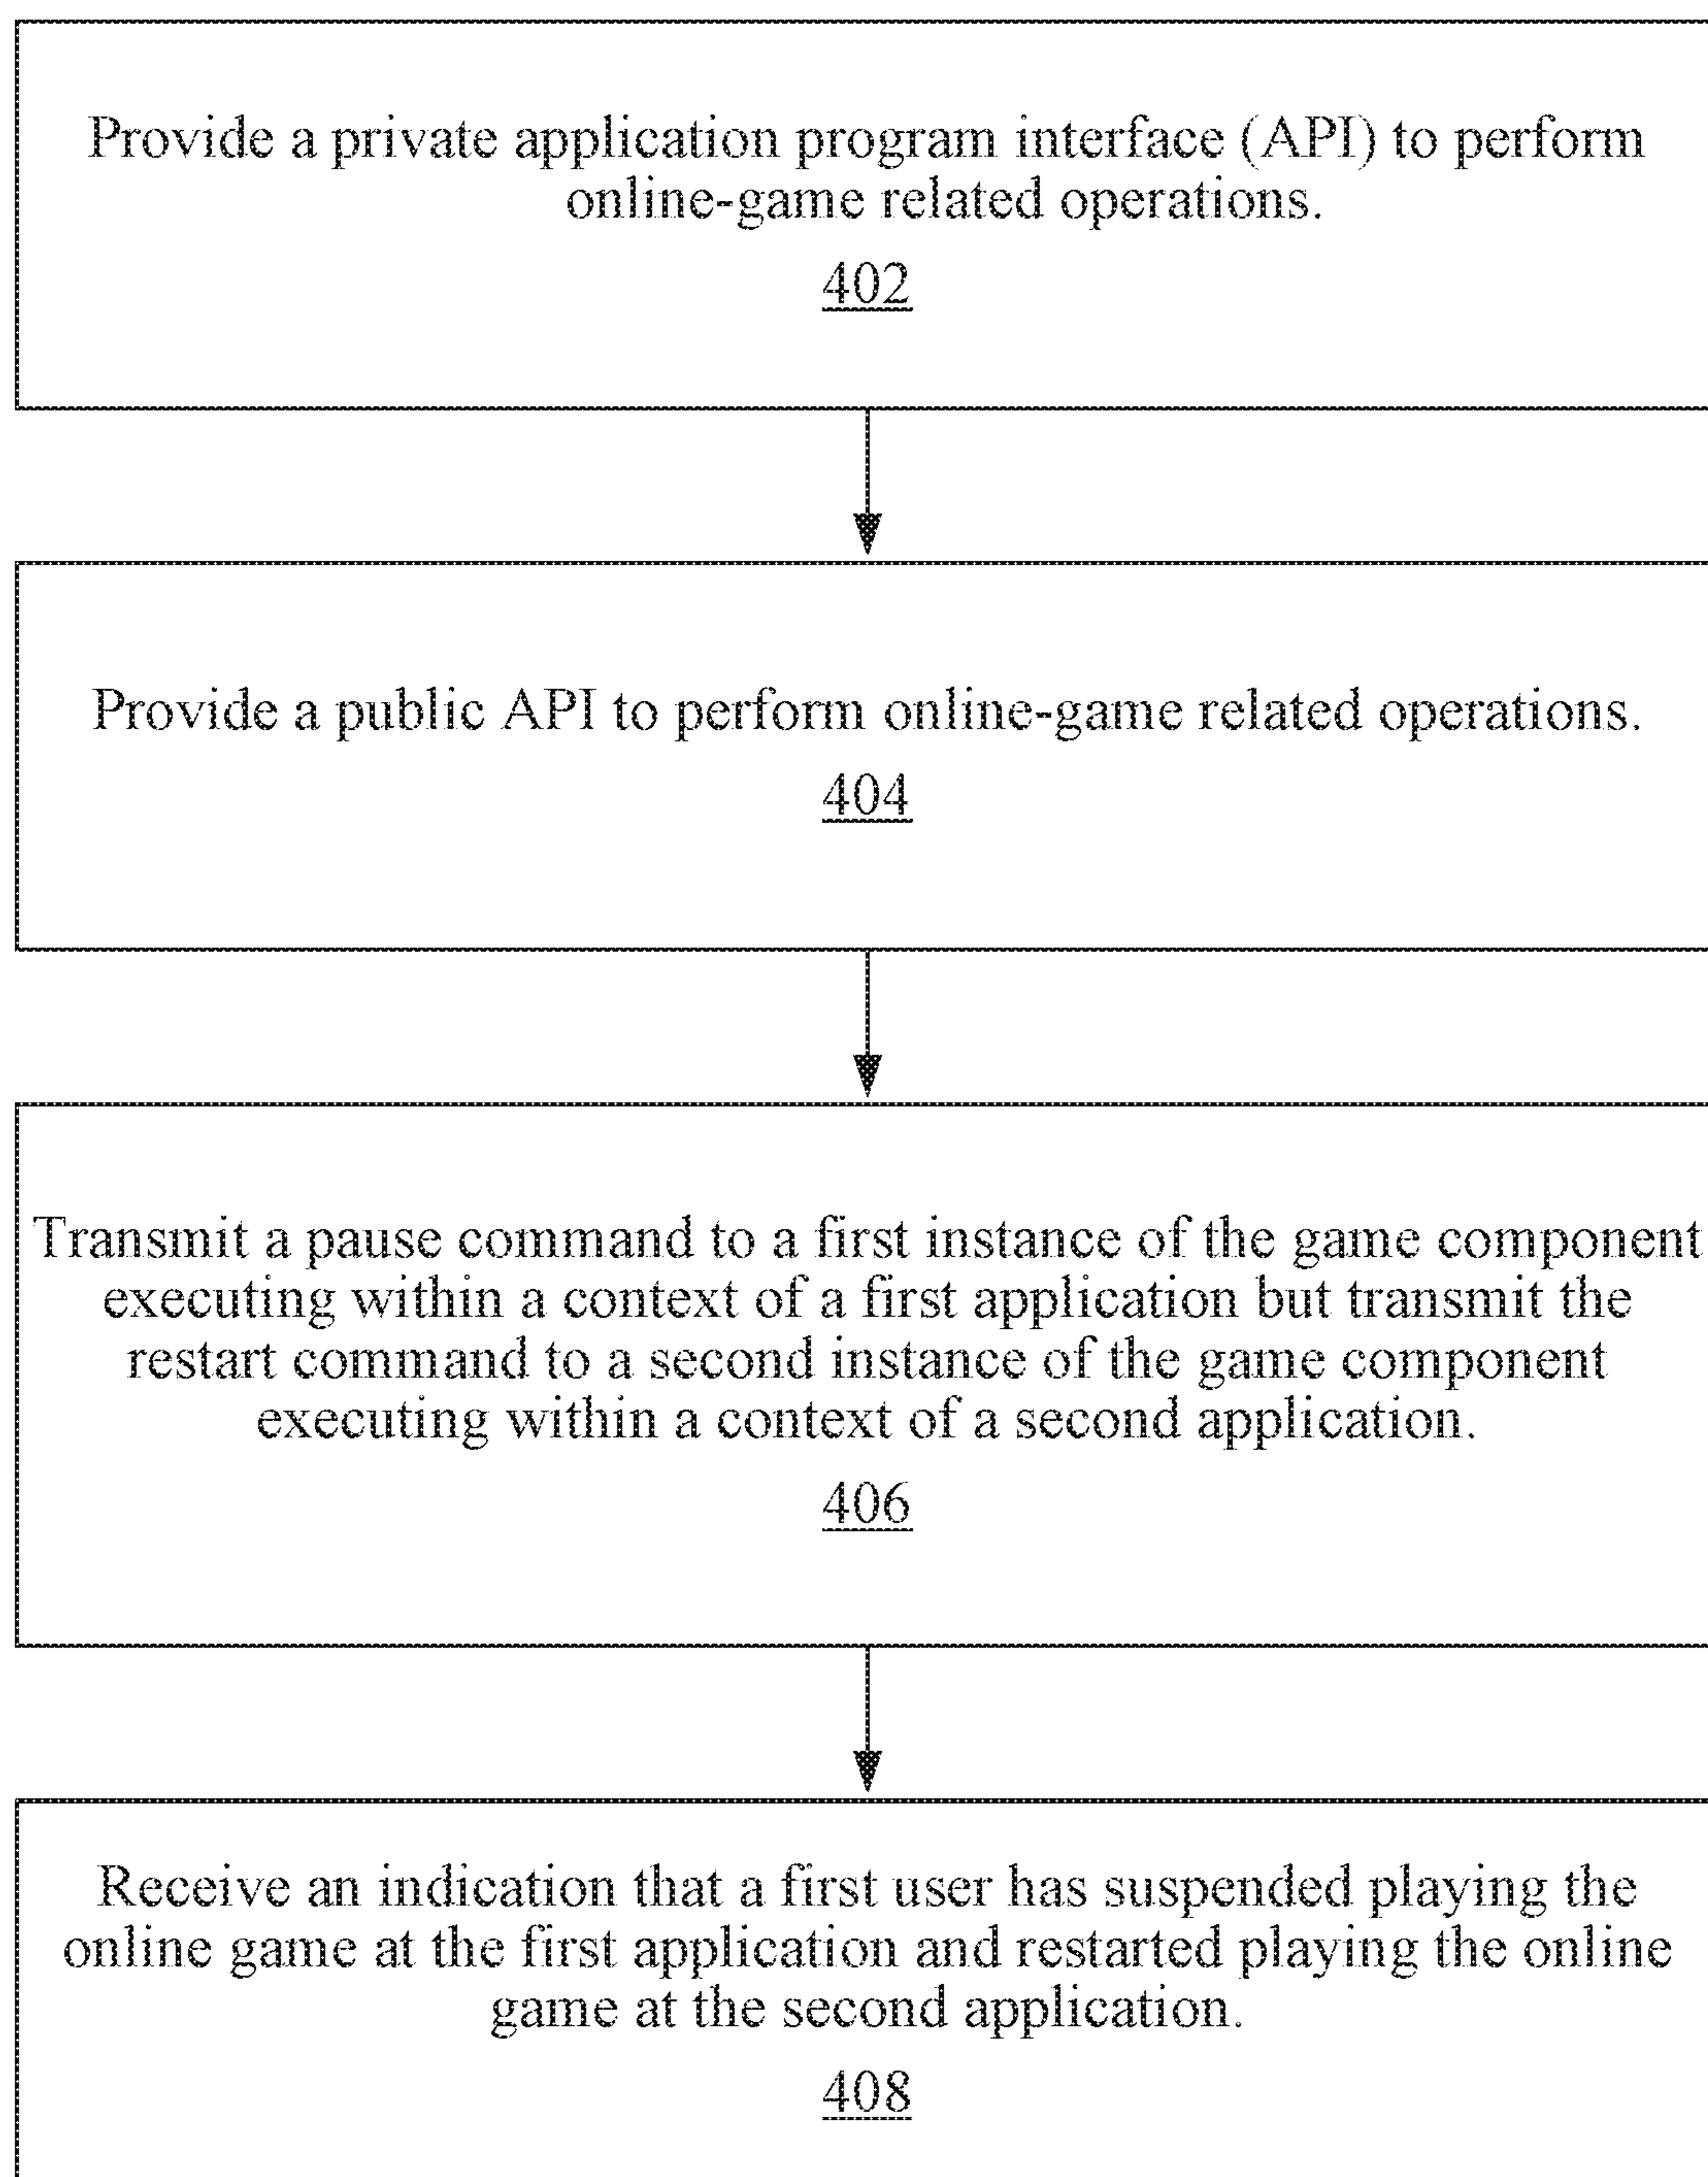 Provide a private application program interface (API) to perform
online-game related operations.
402
Provide a public API to perform online-game related operations.
404
Transmit a pause command to a first instance of the game component
executing within a context of a first application but transmit the
restart command to a second instance of the game component
executing within a context of a second application.
406
Receive an indication that a first user has suspended playing the
online game at the first application and restarted playing the online
game at the second application.
408